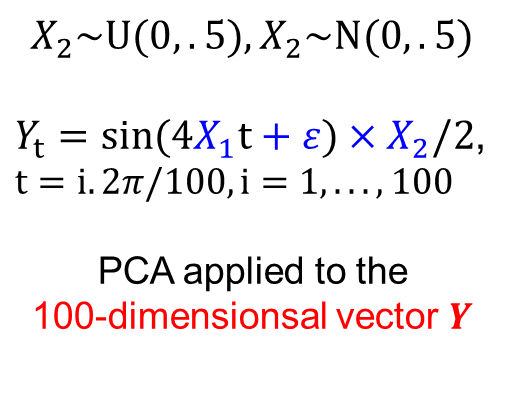 X₂~U(0,.5), X₂~N(0,.5)
Yₜ = sin(4X₁t + ε) × X₂/2,
t = i.2π/100, i = 1,..., 100
PCA applied to the
100-dimensionsal vector Y